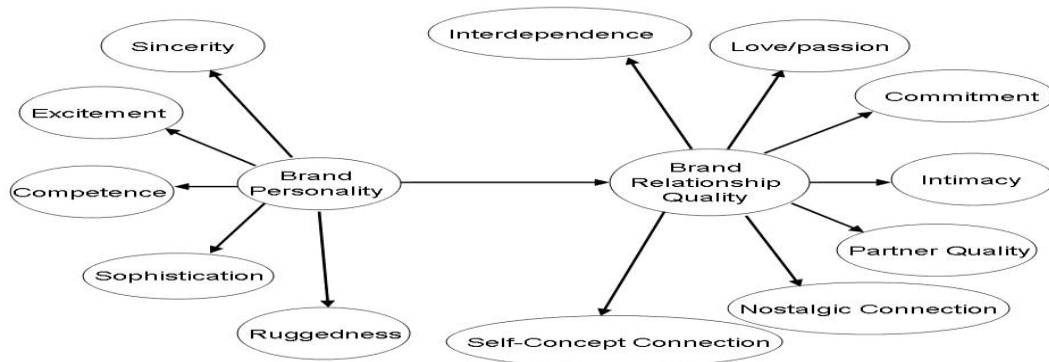 Sincerity
Excitement
Competence
Sophistication
Ruggedness
Brand
Personality
Interdependence
Love/passion
Commitment
Brand
Relationship
Quality
Intimacy
Partner Quality
Nostalgic Connection
Self-Concept Connection